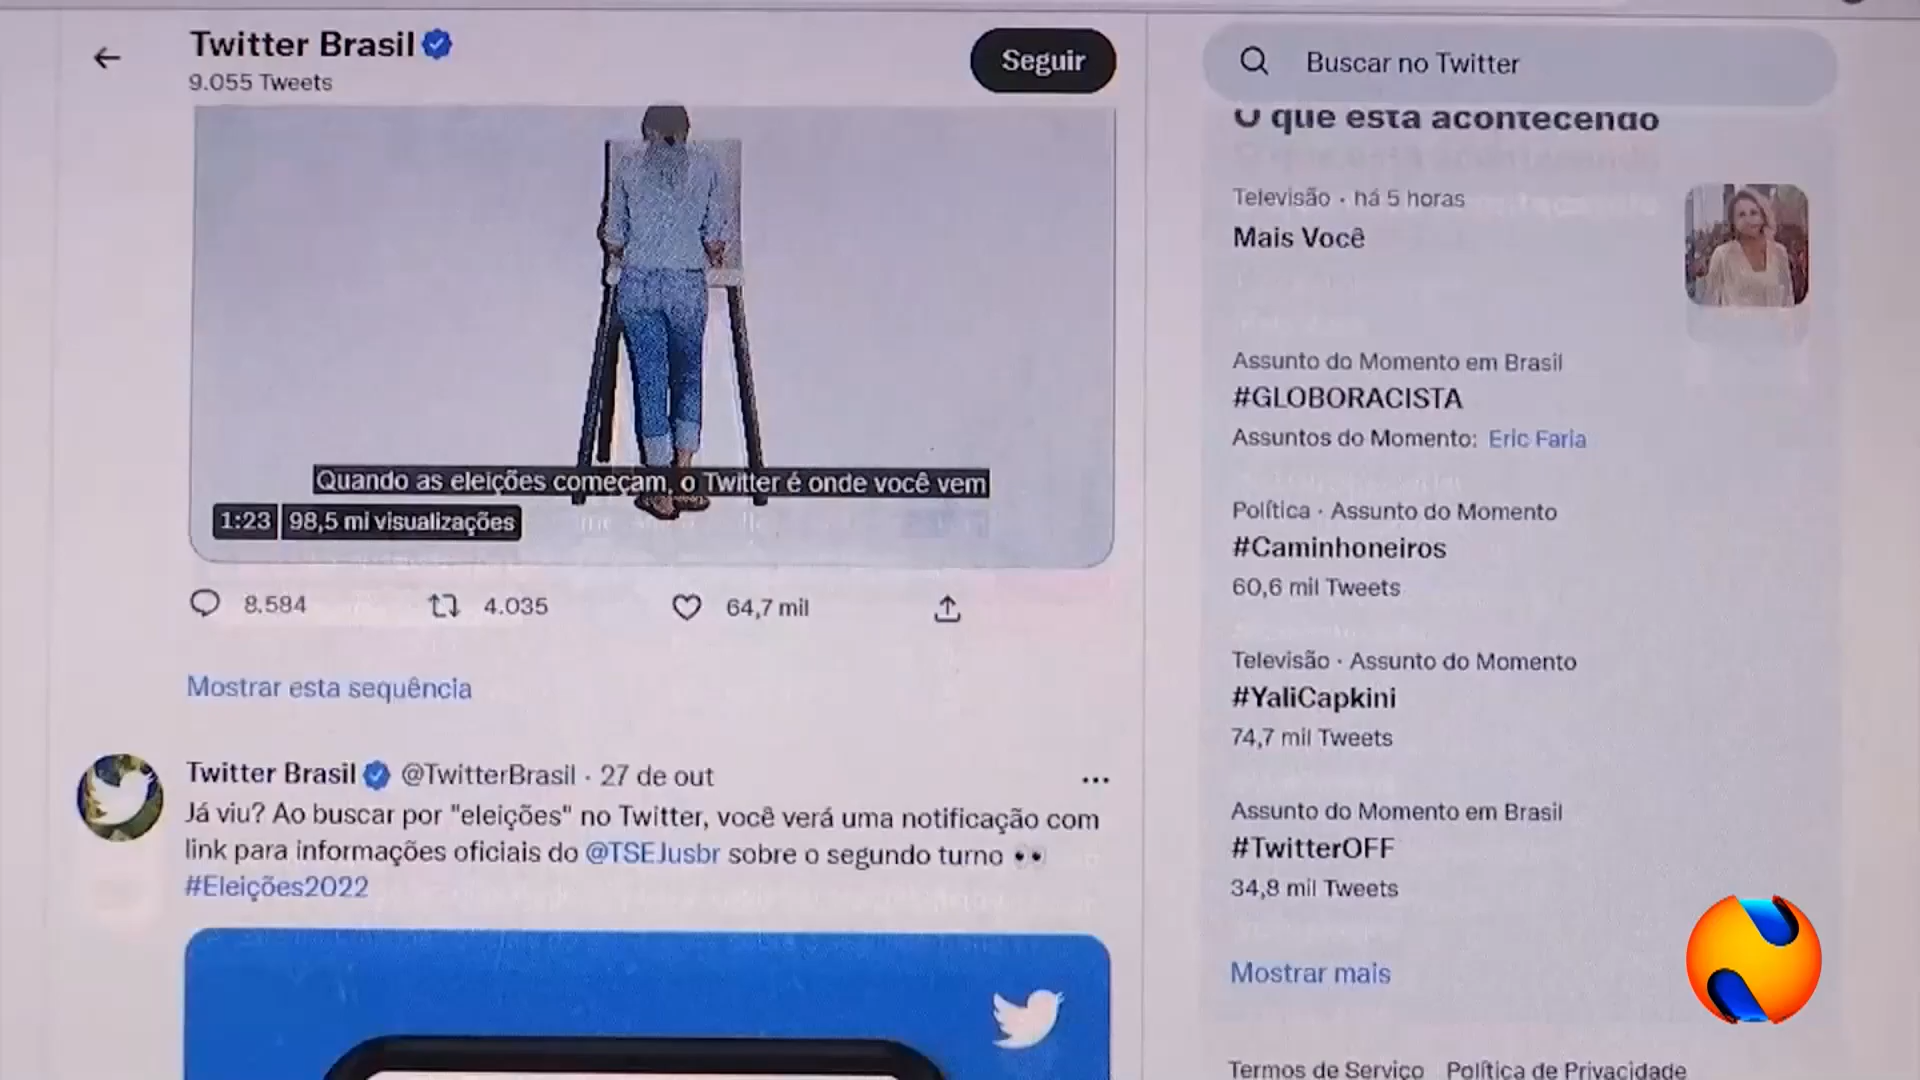 Twitter Brasil
9.055 Tweets
Seguir
Quando as eleições começam, o Twitter é onde você vem
1:23 98,5 mi visualizações
8.584 4.035 64,7 mil
Mostrar esta sequência
Twitter Brasil @TwitterBrasil · 27 de out
Já viu? Ao buscar por "eleições" no Twitter, você verá uma notificação com
link para informações oficiais do @TSEJusbr sobre o segundo turno 👀
#Eleições2022
Buscar no Twitter
O que está acontecendo
Televisão · há 5 horas
Mais Você
Assunto do Momento em Brasil
#GLOBORACISTA
Assuntos do Momento: Eric Faria
Política · Assunto do Momento
#Caminhoneiros
60,6 mil Tweets
Televisão · Assunto do Momento
#YaliCapkini
74,7 mil Tweets
Assunto do Momento em Brasil
#TwitterOFF
34,8 mil Tweets
Mostrar mais
Termos de Serviço Política de Privacidade